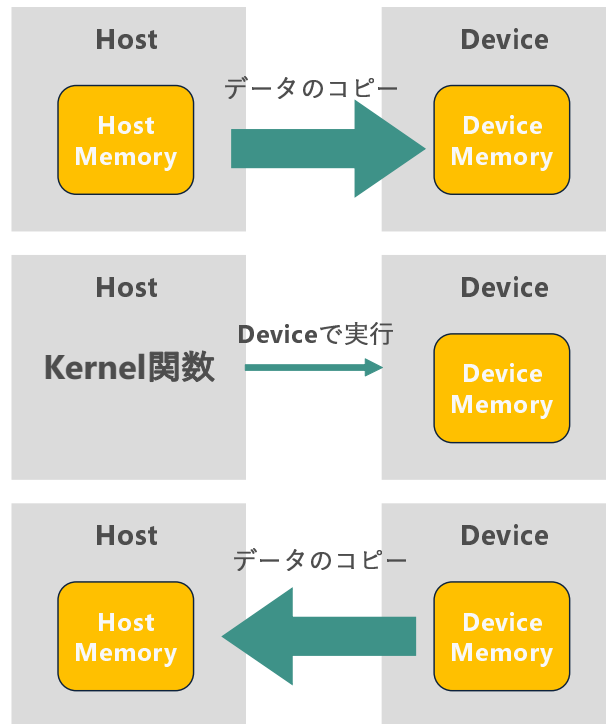 Host
Device
データのコピー
Host
Memory
Device
Memory
Host
Device
Deviceで実行
Kernel関数
Device
Memory
Host
Device
データのコピー
Host
Memory
Device
Memory